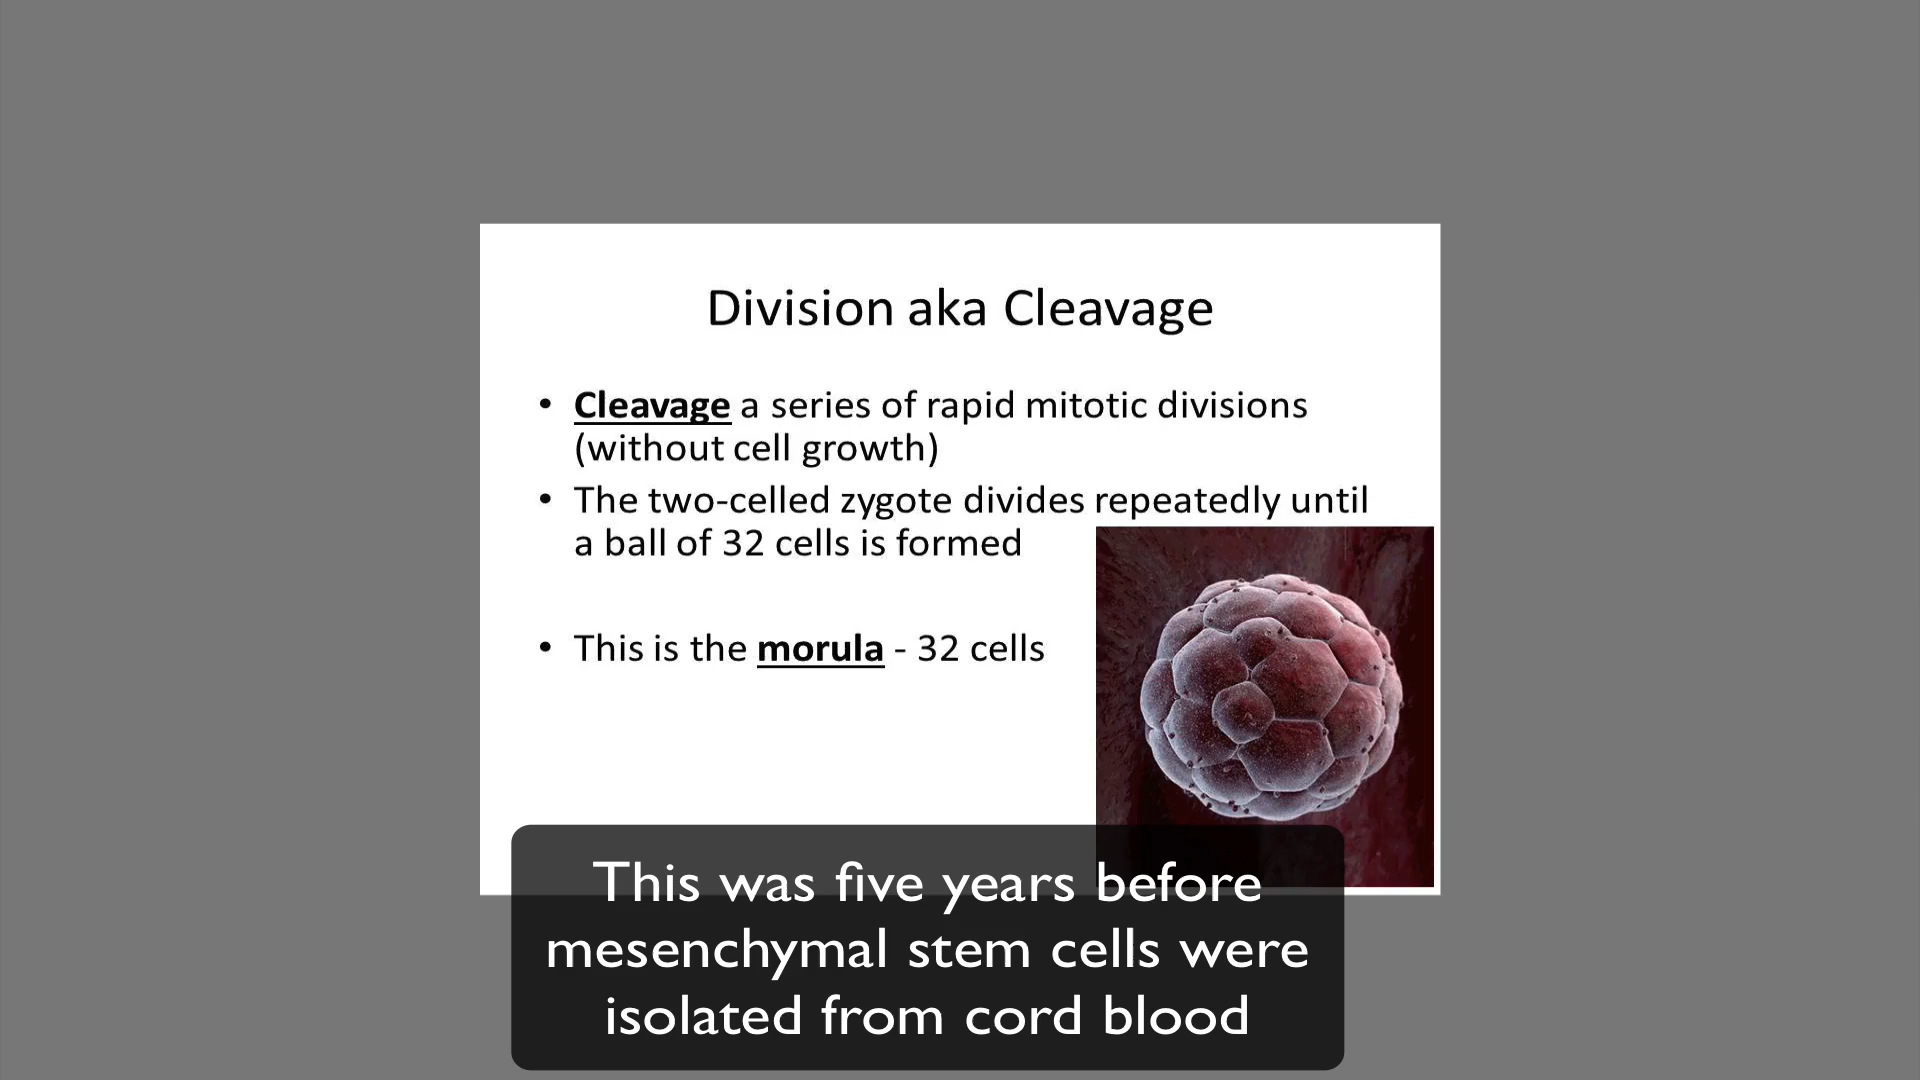 Division aka Cleavage
• Cleavage a series of rapid mitotic divisions
(without cell growth)
• The two-celled zygote divides repeatedly until
a ball of 32 cells is formed
• This is the morula - 32 cells
This was five years before
mesenchymal stem cells were
isolated from cord blood